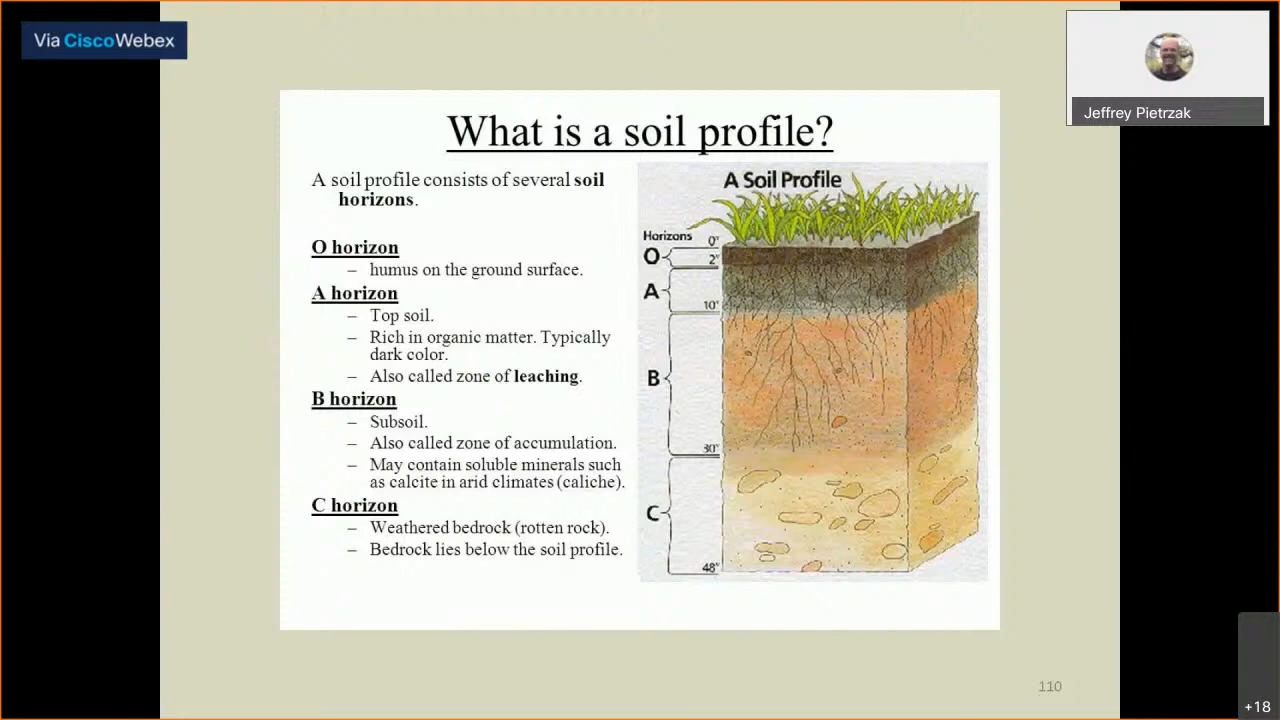 Via Cisco Webex
Jeffrey Pietrzak
What is a soil profile?
A soil profile consists of several soil
horizons.
O horizon
– humus on the ground surface.
A horizon
– Top soil.
– Rich in organic matter. Typically
dark color.
– Also called zone of leaching.
B horizon
– Subsoil.
– Also called zone of accumulation.
– May contain soluble minerals such
as calcite in arid climates (caliche).
C horizon
– Weathered bedrock (rotten rock).
– Bedrock lies below the soil profile.
A Soil Profile
Horizons
0"
O
2"
A
10"
B
30"
C
48"
110
+18